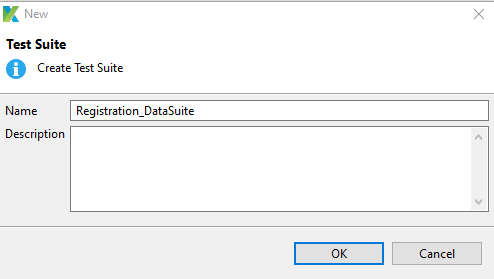 New
Test Suite
Create Test Suite
Name Registration_DataSuite
Description
OK Cancel